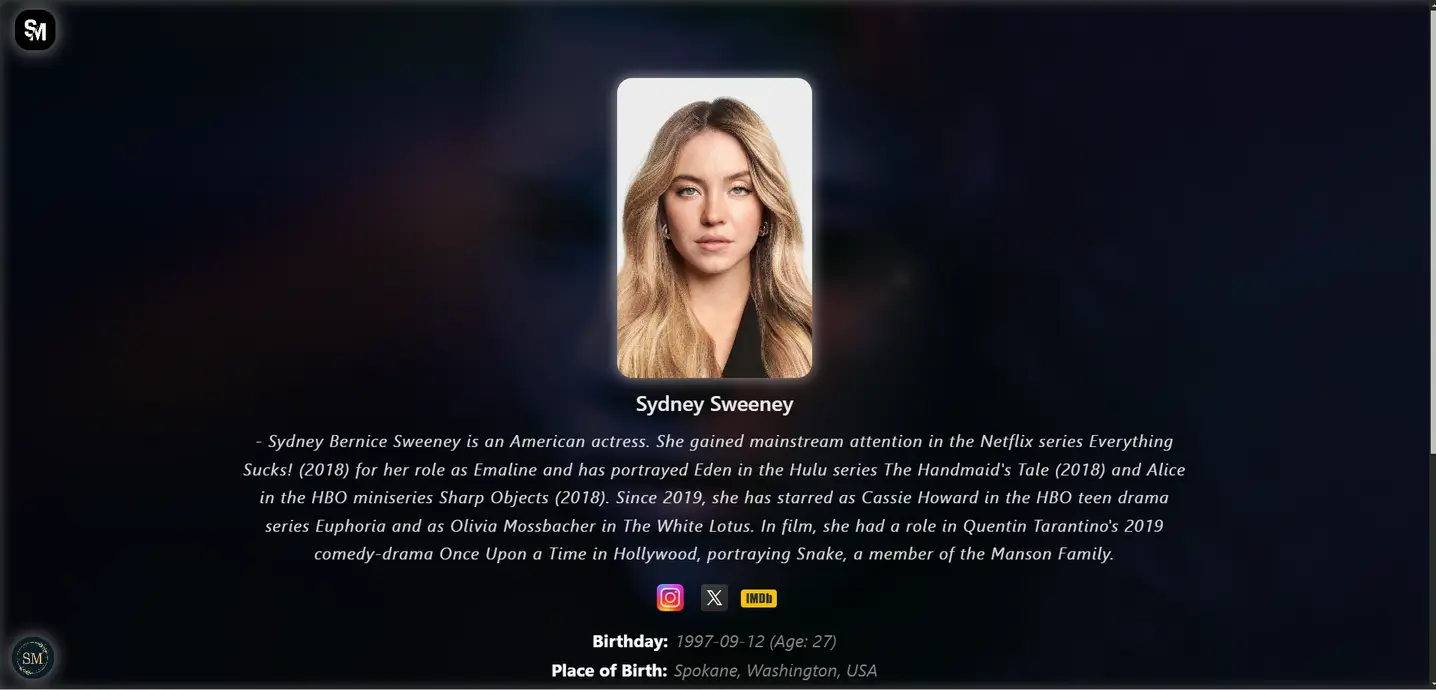 SM
Sydney Sweeney
- Sydney Bernice Sweeney is an American actress. She gained mainstream attention in the Netflix series Everything
Sucks! (2018) for her role as Emaline and has portrayed Eden in the Hulu series The Handmaid's Tale (2018) and Alice
in the HBO miniseries Sharp Objects (2018). Since 2019, she has starred as Cassie Howard in the HBO teen drama
series Euphoria and as Olivia Mossbacher in The White Lotus. In film, she had a role in Quentin Tarantino's 2019
comedy-drama Once Upon a Time in Hollywood, portraying Snake, a member of the Manson Family.
X
IMDb
Birthday: 1997-09-12 (Age: 27)
SM
Place of Birth: Spokane, Washington, USA